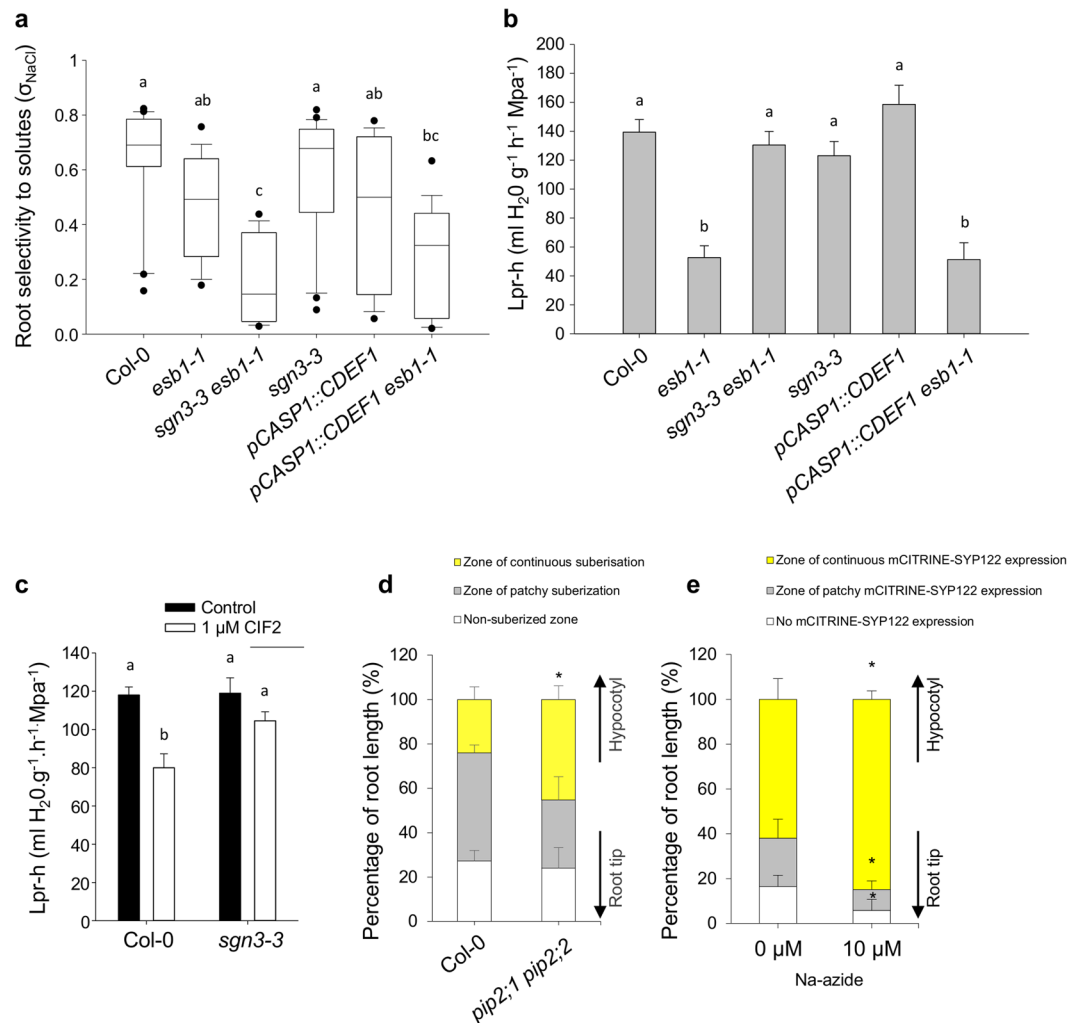 a
Root selectivity to solutes (σNaCl)
1
0.8
0.6
0.4
0.2
0.0
a
ab
c
a
ab
bc
Col-0
esb1-1
sgn3-3 esb1-1
sgn3-3
pCASP1::CDEF1
pCASP1::CDEF1 esb1-1
b
Lpr-h (ml H20 g-1 h-1 Mpa-1)
200
180
160
140
120
100
80
60
40
20
0
a
b
a
a
a
b
Col-0
esb1-1
sgn3-3 esb1-1
sgn3-3
pCASP1::CDEF1
pCASP1::CDEF1 esb1-1
c
Control
1 µM CIF2
Lpr-h (ml H20.g-1.h-1.Mpa-1)
140
120
100
80
60
40
20
0
a
b
a
a
Col-0
sgn3-3
d
Zone of continuous suberisation
Zone of patchy suberization
Non-suberized zone
Percentage of root length (%)
120
100
80
60
40
20
0
*
Hypocotyl
Root tip
Col-0
pip2;1 pip2;2
e
Zone of continuous mCITRINE-SYP122 expression
Zone of patchy mCITRINE-SYP122 expression
No mCITRINE-SYP122 expression
Percentage of root length (%)
120
100
80
60
40
20
0
*
*
*
Hypocotyl
Root tip
0 µM
10 µM
Na-azide